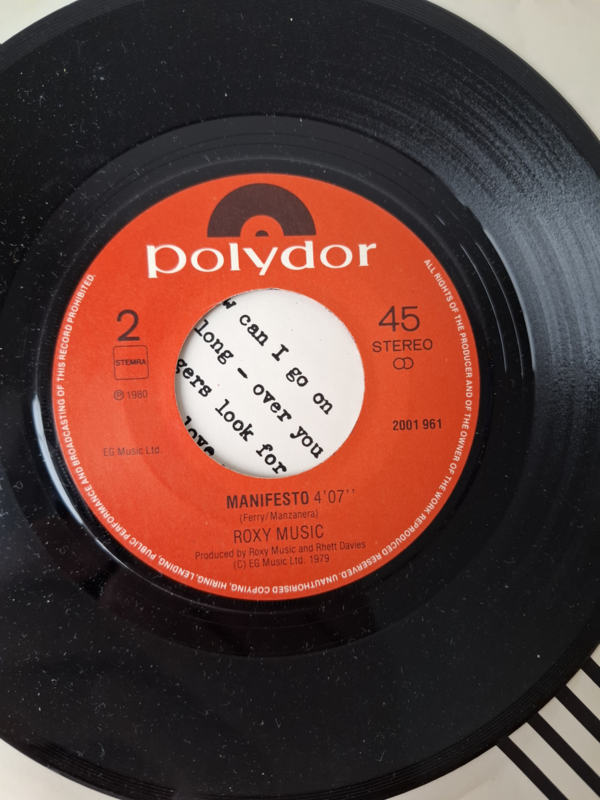 polydor
2
STEMRA
℗ 1980
EG Music Ltd.
45
STEREO
2001 961
can I go on
long - over you
look for
MANIFESTO 4'07''
(Ferry/Manzanera)
ROXY MUSIC
Produced by Roxy Music and Rhett Davies
(C) EG Music Ltd. 1979
ALL RIGHTS OF THE PRODUCER AND OF THE OWNER OF THE WORK REPRODUCED RESERVED. UNAUTHORISED COPYING, HIRING, LENDING, PUBLIC PERFORMANCE AND BROADCASTING OF THIS RECORD PROHIBITED.